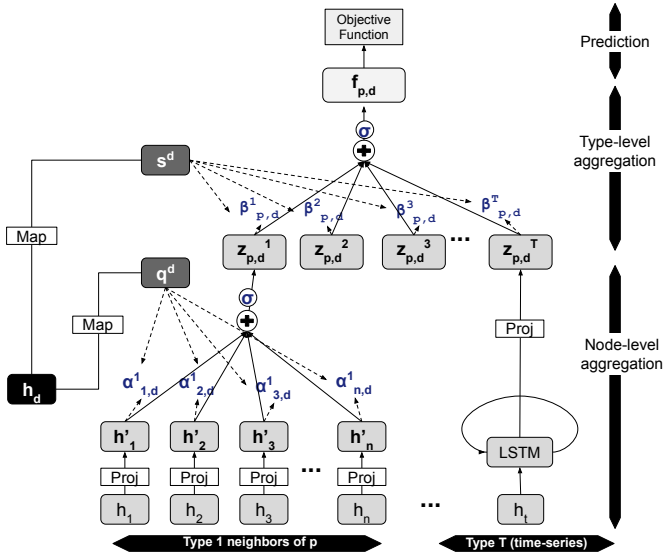 Objective
Function
Prediction
f p,d
σ
+
Type-level
aggregation
s^d
β^1 p,d β^2 p,d β^3 p,d β^T p,d
Map
z p,d^1 z p,d^2 z p,d^3 ... z p,d^T
q^d
σ
+
Map
Proj
Node-level
aggregation
h d
α^1 1,d α^1 2,d α^1 3,d α^1 n,d
h' 1 h' 2 h' 3 ... h' n LSTM
Proj Proj Proj Proj
h 1 h 2 h 3 h n ... h t
Type 1 neighbors of p Type T (time-series)